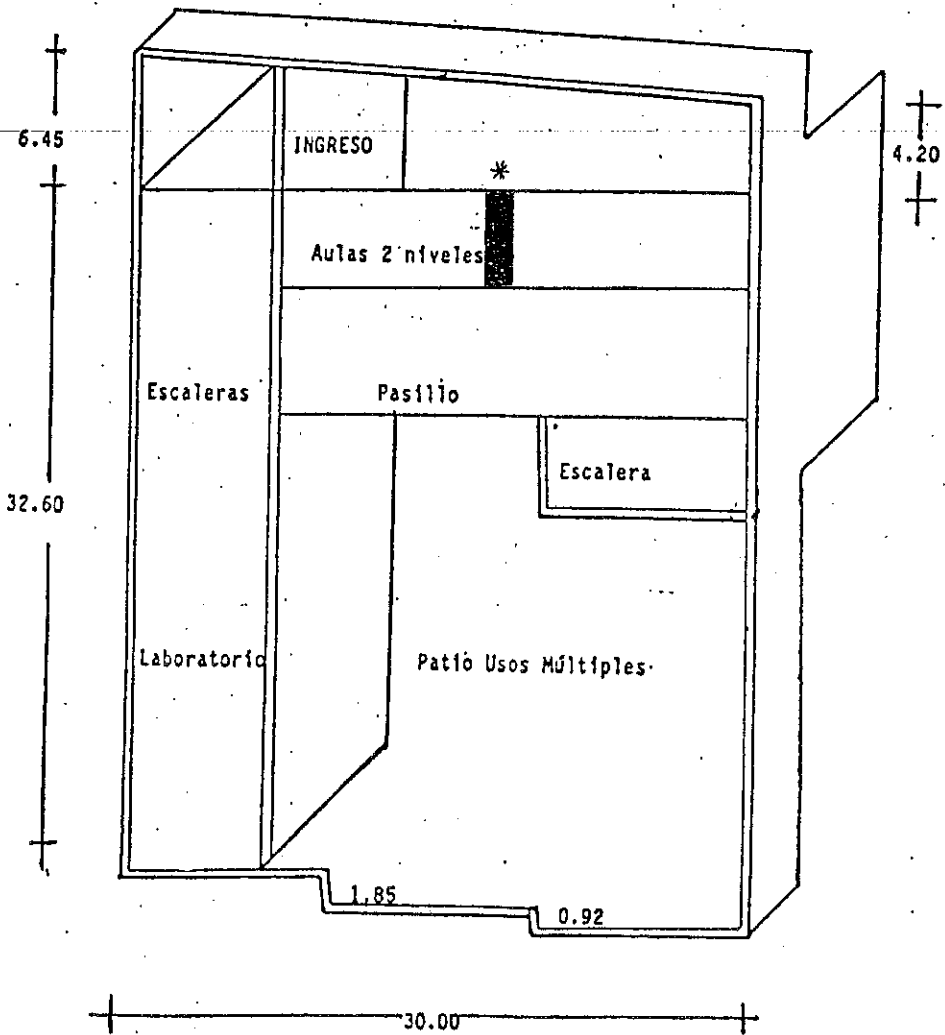 6.45
INGRESO
4.20
*
Aulas 2 niveles
Escaleras
Pasillo
Escalera
32.60
Laboratorio
Patio Usos Múltiples
1.85
0.92
30.00